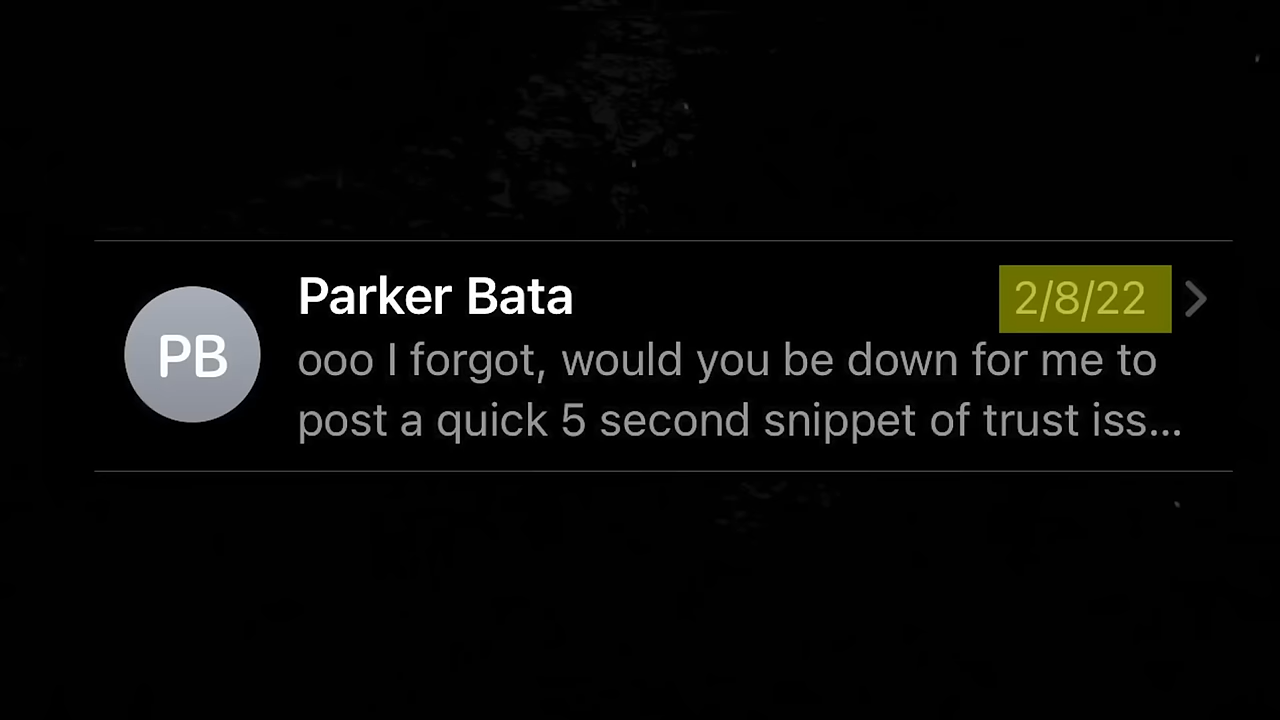 Parker Bata
2/8/22
PB
ooo I forgot, would you be down for me to
post a quick 5 second snippet of trust iss...